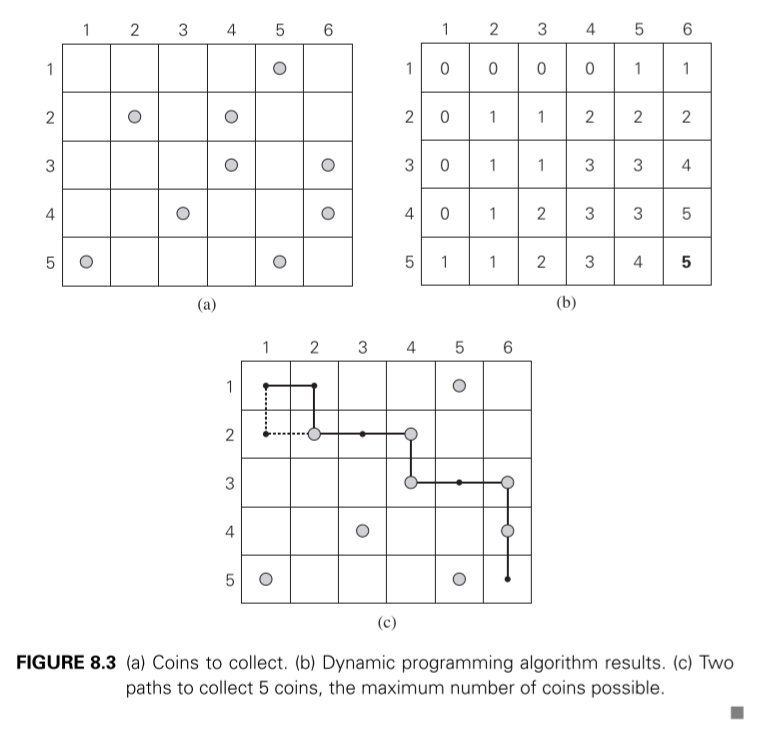 1 2 3 4 5 6
1
2
3
4
5
(a)
1 2 3 4 5 6
1 0 0 0 0 1 1
2 0 1 1 2 2 2
3 0 1 1 3 3 4
4 0 1 2 3 3 5
5 1 1 2 3 4 5
(b)
1 2 3 4 5 6
1
2
3
4
5
(c)
FIGURE 8.3 (a) Coins to collect. (b) Dynamic programming algorithm results. (c) Two
paths to collect 5 coins, the maximum number of coins possible.